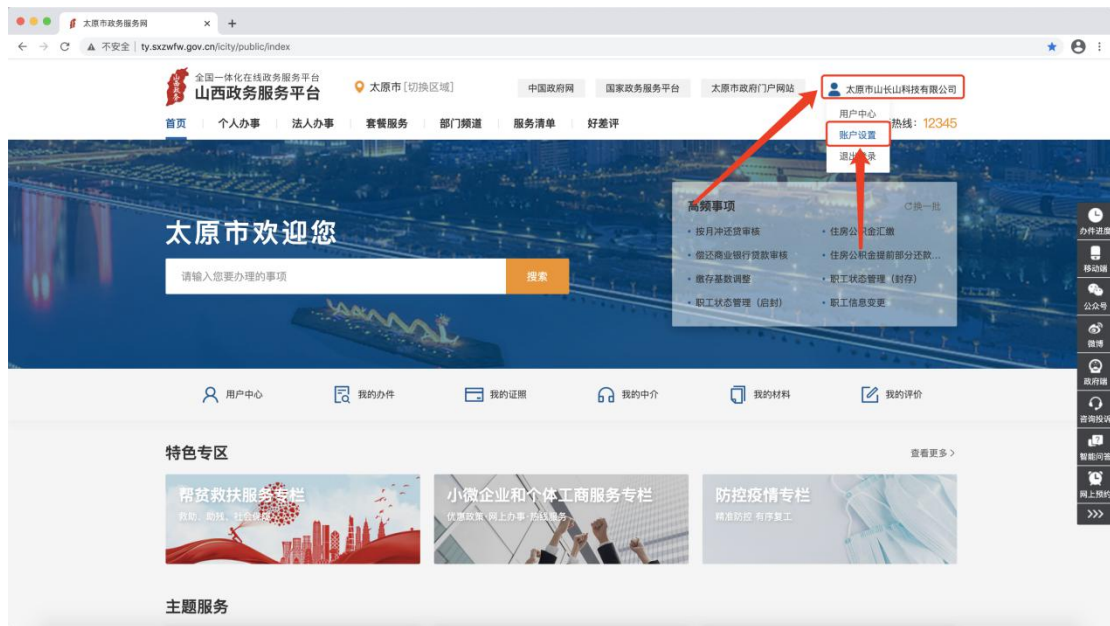 太原市政务服务网
不安全 | ty.sxzwfw.gov.cn/icity/public/index
全国一体化在线政务服务平台
山西政务服务平台
太原市 [切换区域]
中国政府网
国家政务服务平台
太原市政府门户网站
太原市山长山科技有限公司
用户中心
账户设置
首页
个人办事
法人办事
套餐服务
部门频道
服务清单
好差评
热线：12345
太原市欢迎您
请输入您要办理的事项
搜索
高频事项
换一批
按月冲还贷审核
住房公积金汇缴
偿还商业银行贷款审核
住房公积金提前部分还款...
缴存基数调整
职工状态管理（封存）
职工状态管理（启封）
职工信息变更
办件进度
移动端
公众号
微博
政府端
咨询投诉
智能问答
网上预约
>>>
用户中心
我的办件
我的证照
我的中介
我的材料
我的评价
特色专区
查看更多 >
帮贫救扶服务专栏
小微企业和个体工商服务专栏
优惠政策·网上办事·热线服务
防控疫情专栏
精准防控 有序复工
主题服务